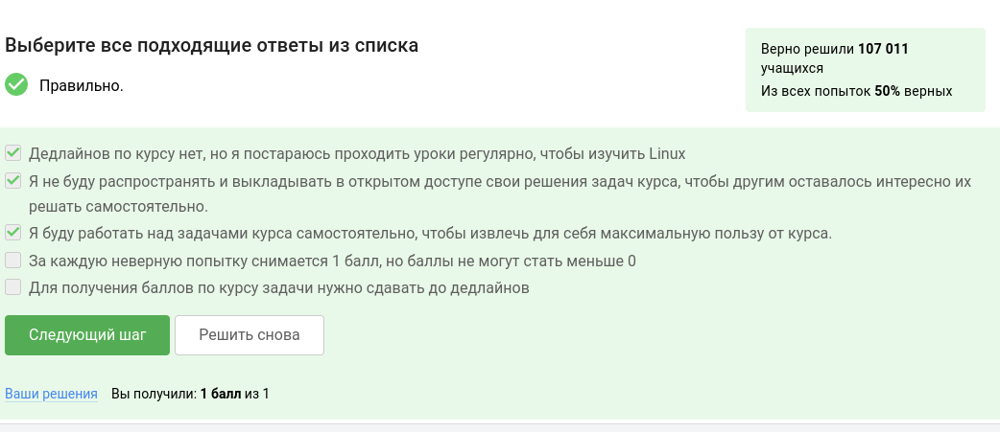 Выберите все подходящие ответы из списка
Правильно.
Верно решили 107 011
учащихся
Из всех попыток 50% верных
Дедлайнов по курсу нет, но я постараюсь проходить уроки регулярно, чтобы изучить Linux
Я не буду распространять и выкладывать в открытом доступе свои решения задач курса, чтобы другим оставалось интересно их
решать самостоятельно.
Я буду работать над задачами курса самостоятельно, чтобы извлечь для себя максимальную пользу от курса.
За каждую неверную попытку снимается 1 балл, но баллы не могут стать меньше 0
Для получения баллов по курсу задачи нужно сдавать до дедлайнов
Следующий шаг
Решить снова
Ваши решения Вы получили: 1 балл из 1